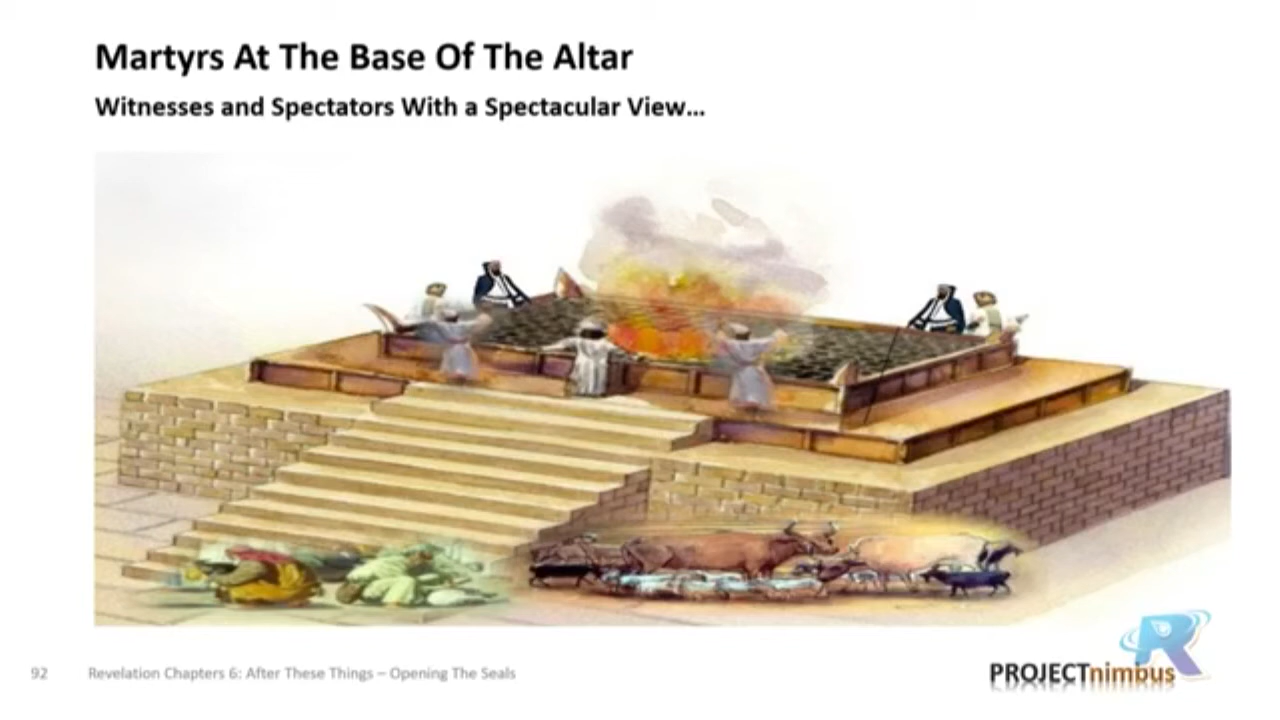 Martyrs At The Base Of The Altar
Witnesses and Spectators With a Spectacular View...
92 Revelation Chapters 6: After These Things – Opening The Seals
PROJECTnimbus
R